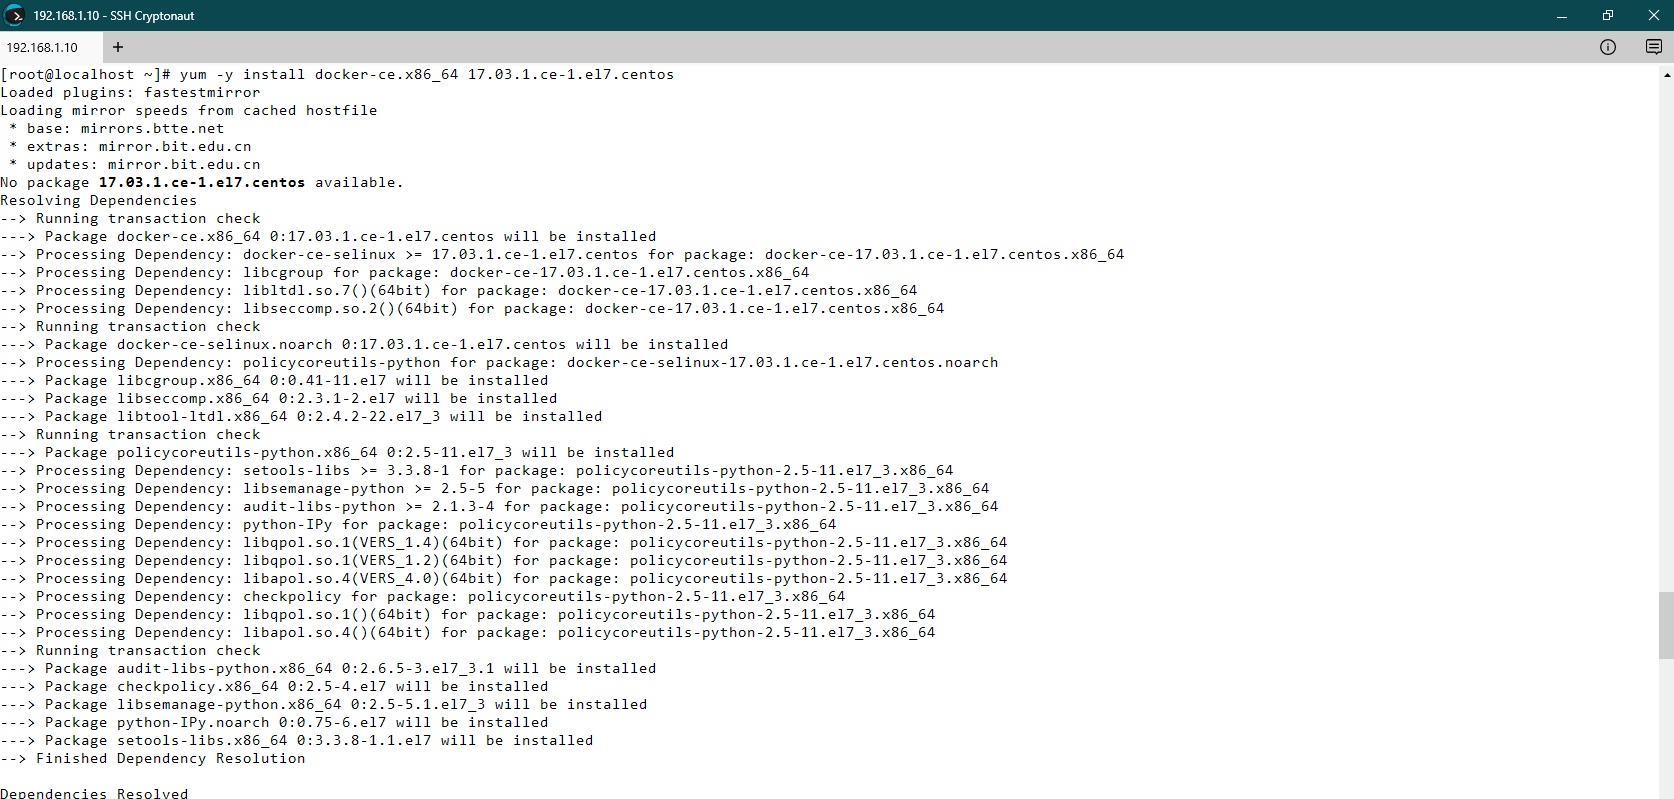 192.168.1.10 - SSH Cryptonaut
192.168.1.10
[root@localhost ~]# yum -y install docker-ce.x86_64 17.03.1.ce-1.el7.centos
Loaded plugins: fastestmirror
Loading mirror speeds from cached hostfile
 * base: mirrors.btte.net
 * extras: mirror.bit.edu.cn
 * updates: mirror.bit.edu.cn
No package 17.03.1.ce-1.el7.centos available.
Resolving Dependencies
--> Running transaction check
---> Package docker-ce.x86_64 0:17.03.1.ce-1.el7.centos will be installed
--> Processing Dependency: docker-ce-selinux >= 17.03.1.ce-1.el7.centos for package: docker-ce-17.03.1.ce-1.el7.centos.x86_64
--> Processing Dependency: libcgroup for package: docker-ce-17.03.1.ce-1.el7.centos.x86_64
--> Processing Dependency: libltdl.so.7()(64bit) for package: docker-ce-17.03.1.ce-1.el7.centos.x86_64
--> Processing Dependency: libseccomp.so.2()(64bit) for package: docker-ce-17.03.1.ce-1.el7.centos.x86_64
--> Running transaction check
---> Package docker-ce-selinux.noarch 0:17.03.1.ce-1.el7.centos will be installed
--> Processing Dependency: policycoreutils-python for package: docker-ce-selinux-17.03.1.ce-1.el7.centos.noarch
---> Package libcgroup.x86_64 0:0.41-11.el7 will be installed
---> Package libseccomp.x86_64 0:2.3.1-2.el7 will be installed
---> Package libtool-ltdl.x86_64 0:2.4.2-22.el7_3 will be installed
--> Running transaction check
---> Package policycoreutils-python.x86_64 0:2.5-11.el7_3 will be installed
--> Processing Dependency: setools-libs >= 3.3.8-1 for package: policycoreutils-python-2.5-11.el7_3.x86_64
--> Processing Dependency: libsemanage-python >= 2.5-5 for package: policycoreutils-python-2.5-11.el7_3.x86_64
--> Processing Dependency: audit-libs-python >= 2.1.3-4 for package: policycoreutils-python-2.5-11.el7_3.x86_64
--> Processing Dependency: python-IPy for package: policycoreutils-python-2.5-11.el7_3.x86_64
--> Processing Dependency: libqpol.so.1(VERS_1.4)(64bit) for package: policycoreutils-python-2.5-11.el7_3.x86_64
--> Processing Dependency: libqpol.so.1(VERS_1.2)(64bit) for package: policycoreutils-python-2.5-11.el7_3.x86_64
--> Processing Dependency: libapol.so.4(VERS_4.0)(64bit) for package: policycoreutils-python-2.5-11.el7_3.x86_64
--> Processing Dependency: checkpolicy for package: policycoreutils-python-2.5-11.el7_3.x86_64
--> Processing Dependency: libqpol.so.1()(64bit) for package: policycoreutils-python-2.5-11.el7_3.x86_64
--> Processing Dependency: libapol.so.4()(64bit) for package: policycoreutils-python-2.5-11.el7_3.x86_64
--> Running transaction check
---> Package audit-libs-python.x86_64 0:2.6.5-3.el7_3.1 will be installed
---> Package checkpolicy.x86_64 0:2.5-4.el7 will be installed
---> Package libsemanage-python.x86_64 0:2.5-5.1.el7_3 will be installed
---> Package python-IPy.noarch 0:0.75-6.el7 will be installed
---> Package setools-libs.x86_64 0:3.3.8-1.1.el7 will be installed
--> Finished Dependency Resolution
Dependencies Resolved